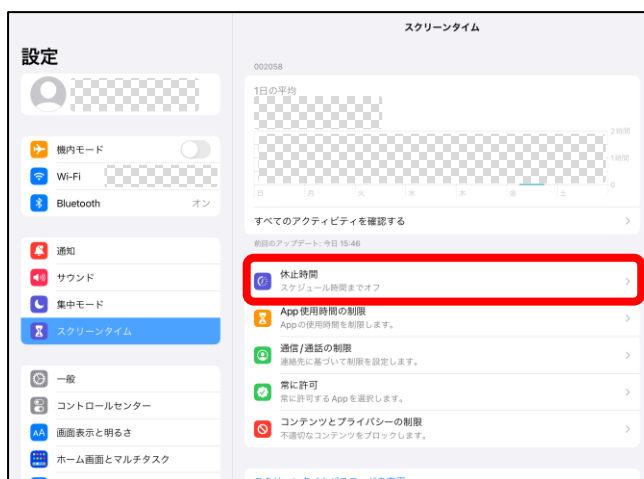 スクリーンタイム
設定
002058
1日の平均
2時間
1時間
0
日 月 火 水 木 金 土
機内モード
Wi-Fi
Bluetooth オン
すべてのアクティビティを確認する
前回のアップデート: 今日 15:46
通知
サウンド
集中モード
スクリーンタイム
休止時間
スケジュール時間までオフ
App 使用時間の制限
Appの使用時間を制限します。
通信/通話の制限
連絡先に基づいて制限を設定します。
常に許可
常に許可するAppを選択します。
コンテンツとプライバシーの制限
不適切なコンテンツをブロックします。
一般
コントロールセンター
AA 画面表示と明るさ
ホーム画面とマルチタスク